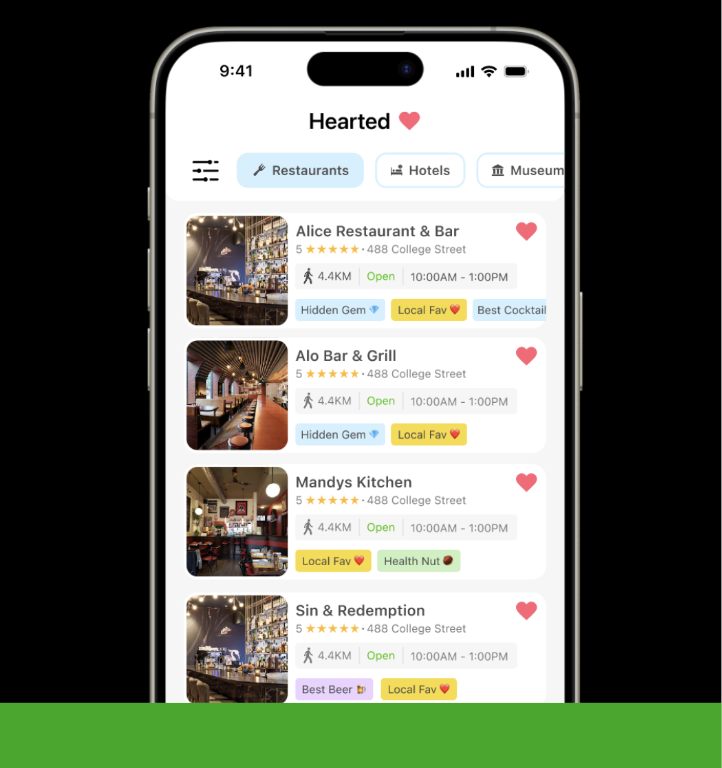 9:41
Hearted ❤️
Restaurants Hotels Museum
Alice Restaurant & Bar
5 ★★★★★ · 488 College Street
4.4KM Open 10:00AM - 1:00PM
Hidden Gem 💎 Local Fav ❤️ Best Cocktail
Alo Bar & Grill
5 ★★★★★ · 488 College Street
4.4KM Open 10:00AM - 1:00PM
Hidden Gem 💎 Local Fav ❤️
Mandys Kitchen
5 ★★★★★ · 488 College Street
4.4KM Open 10:00AM - 1:00PM
Local Fav ❤️ Health Nut 🌰
Sin & Redemption
5 ★★★★★ · 488 College Street
4.4KM Open 10:00AM - 1:00PM
Best Beer 🍺 Local Fav ❤️